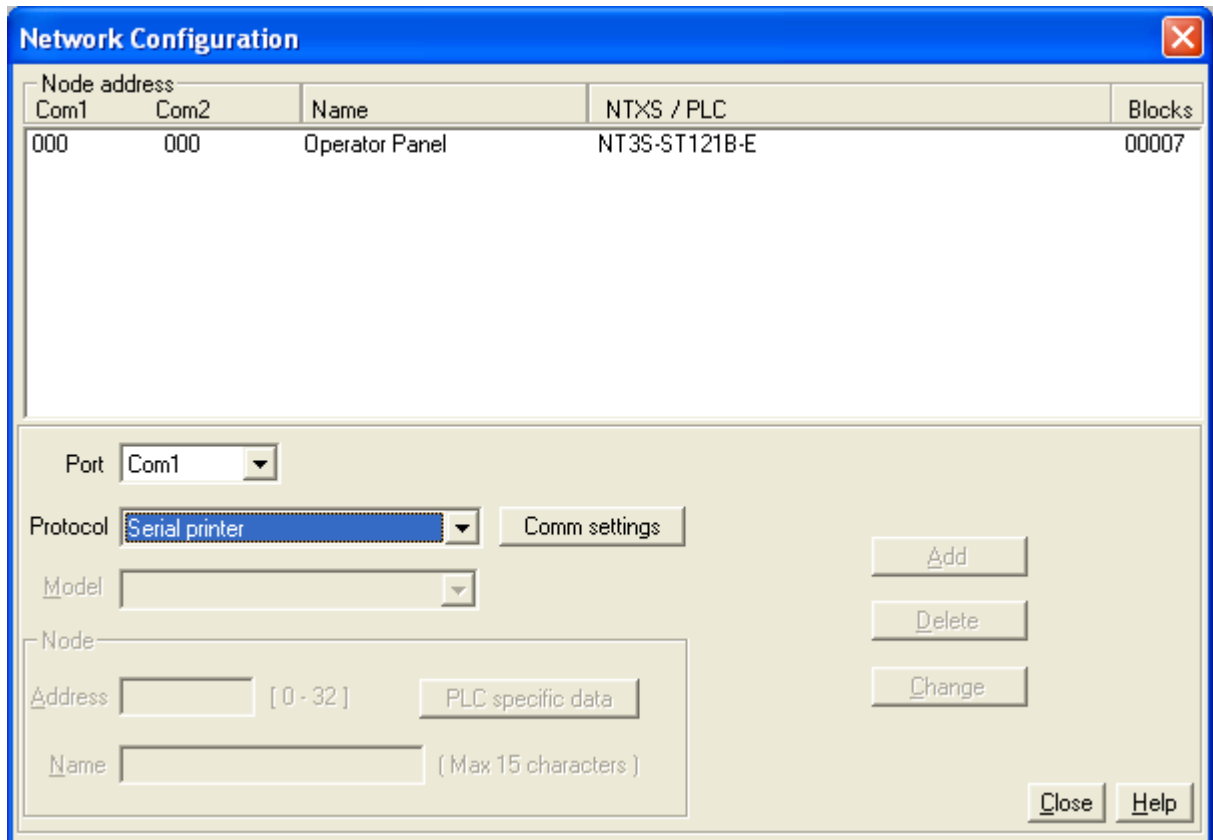 Network Configuration
Node address
Com1 Com2 Name NTXS / PLC Blocks
000 000 Operator Panel NT3S-ST121B-E 00007
Port Com1
Protocol Serial printer Comm settings
Add
Model
Delete
Node
Address [ 0 - 32 ] PLC specific data Change
Name ( Max 15 characters )
Close Help